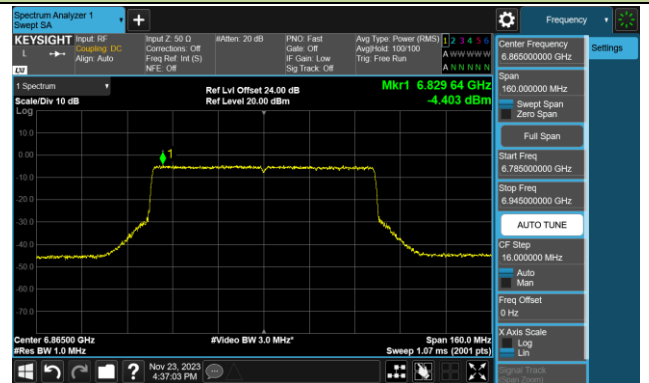 Spectrum Analyzer 1
Swept SA
Frequency
KEYSIGHT
L
LXI
Input: RF
Coupling: DC
Align: Auto
Input Z: 50 Ω
Corrections: Off
Freq Ref: Int (S)
NFE: Off
#Atten: 20 dB
PNO: Fast
Gate: Off
IF Gain: Low
Sig Track: Off
Avg Type: Power (RMS)
Avg|Hold: 100/100
Trig: Free Run
1 2 3 4 5 6
A W W W W W
A N N N N N
1 Spectrum
Scale/Div 10 dB
Log
Ref Lvl Offset 24.00 dB
Ref Level 20.00 dBm
Mkr1 6.829 64 GHz
-4.403 dBm
10.0
0.00
-10.0
-20.0
-30.0
-40.0
-50.0
-60.0
-70.0
1
Center 6.86500 GHz
#Res BW 1.0 MHz
#Video BW 3.0 MHz*
Span 160.0 MHz
Sweep 1.07 ms (2001 pts)
Nov 23, 2023
4:37:03 PM
Center Frequency
6.865000000 GHz
Settings
Span
160.000000 MHz
Swept Span
Zero Span
Full Span
Start Freq
6.785000000 GHz
Stop Freq
6.945000000 GHz
AUTO TUNE
CF Step
16.000000 MHz
Auto
Man
Freq Offset
0 Hz
X Axis Scale
Log
Lin
Signal Track
(Span Zoom)